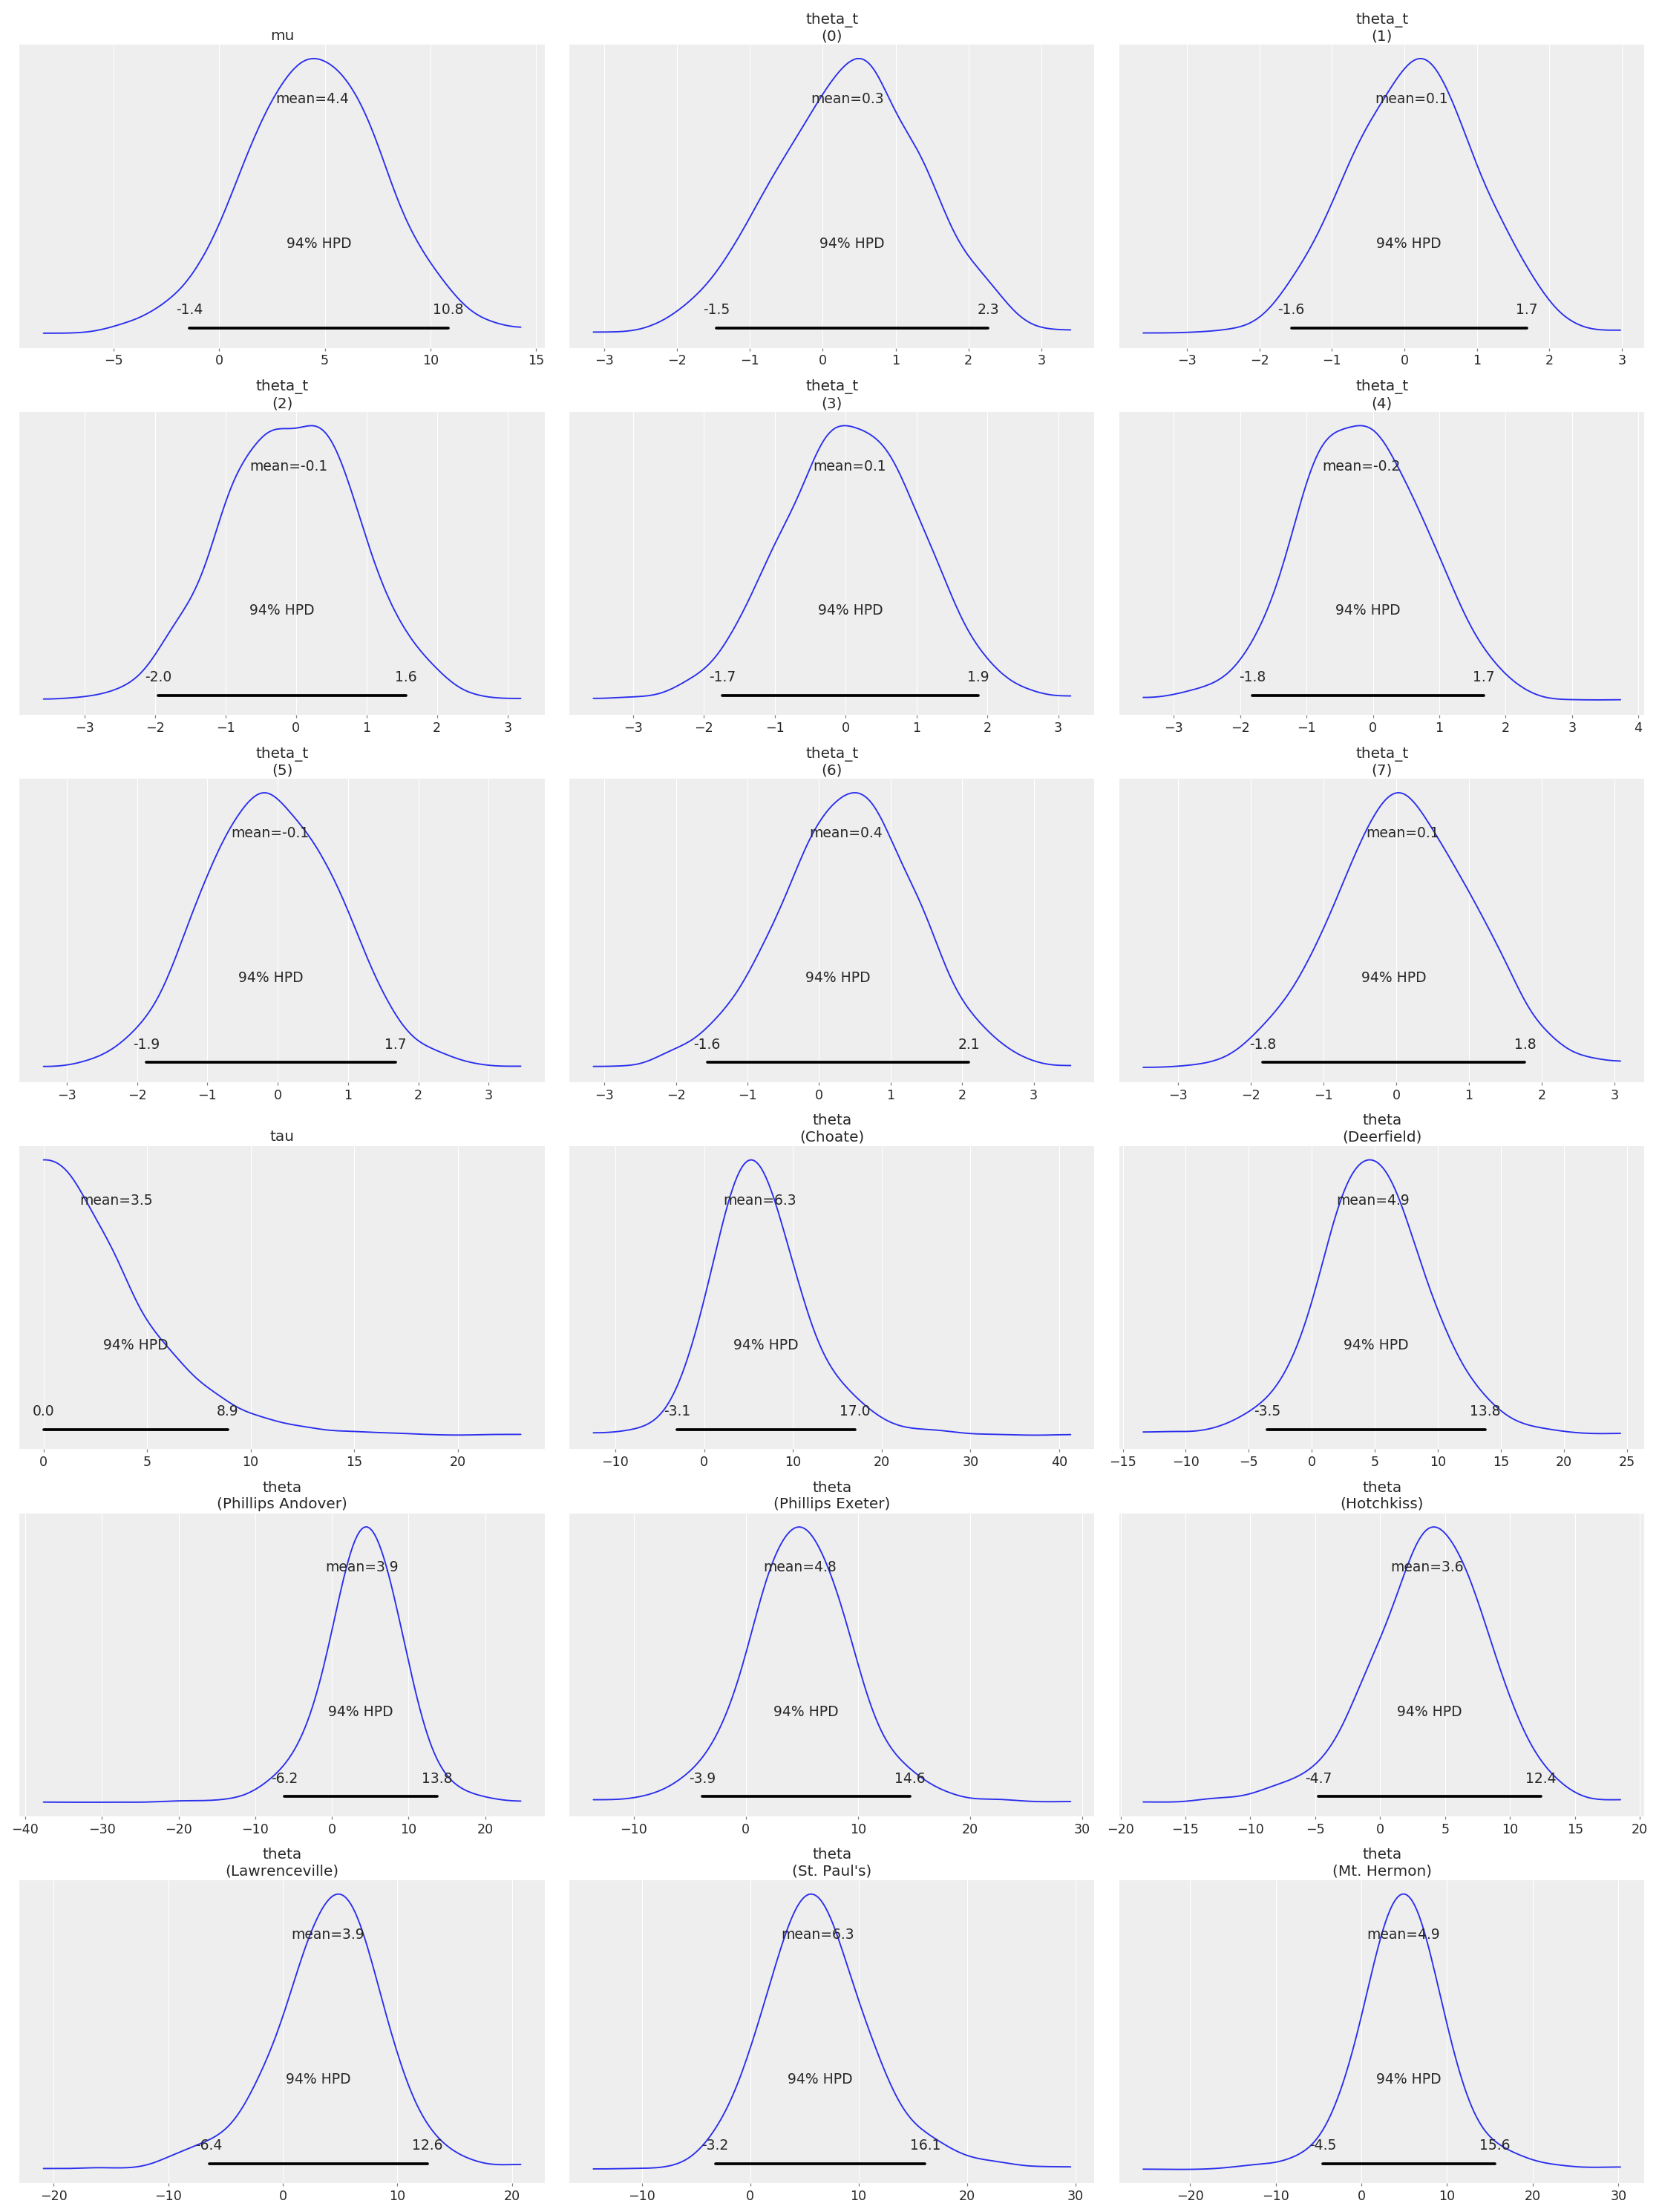 mu
mean=4.4
94% HPD
-1.4 10.8
−5 0 5 10 15
theta_t
(0)
mean=0.3
94% HPD
-1.5 2.3
−3 −2 −1 0 1 2 3
theta_t
(1)
mean=0.1
94% HPD
-1.6 1.7
−3 −2 −1 0 1 2 3
theta_t
(2)
mean=-0.1
94% HPD
-2.0 1.6
−3 −2 −1 0 1 2 3
theta_t
(3)
mean=0.1
94% HPD
-1.7 1.9
−3 −2 −1 0 1 2 3
theta_t
(4)
mean=-0.2
94% HPD
-1.8 1.7
−3 −2 −1 0 1 2 3 4
theta_t
(5)
mean=-0.1
94% HPD
-1.9 1.7
−3 −2 −1 0 1 2 3
theta_t
(6)
mean=0.4
94% HPD
-1.6 2.1
−3 −2 −1 0 1 2 3
theta_t
(7)
mean=0.1
94% HPD
-1.8 1.8
−3 −2 −1 0 1 2 3
tau
mean=3.5
94% HPD
0.0 8.9
0 5 10 15 20
theta
(Choate)
mean=6.3
94% HPD
-3.1 17.0
−10 0 10 20 30 40
theta
(Deerfield)
mean=4.9
94% HPD
-3.5 13.8
−15 −10 −5 0 5 10 15 20 25
theta
(Phillips Andover)
mean=3.9
94% HPD
-6.2 13.8
−40 −30 −20 −10 0 10 20
theta
(Phillips Exeter)
mean=4.8
94% HPD
-3.9 14.6
−10 0 10 20 30
theta
(Hotchkiss)
mean=3.6
94% HPD
-4.7 12.4
−20 −15 −10 −5 0 5 10 15 20
theta
(Lawrenceville)
mean=3.9
94% HPD
-6.4 12.6
−20 −10 0 10 20
theta
(St. Paul's)
mean=6.3
94% HPD
-3.2 16.1
−10 0 10 20 30
theta
(Mt. Hermon)
mean=4.9
94% HPD
-4.5 15.6
−20 −10 0 10 20 30